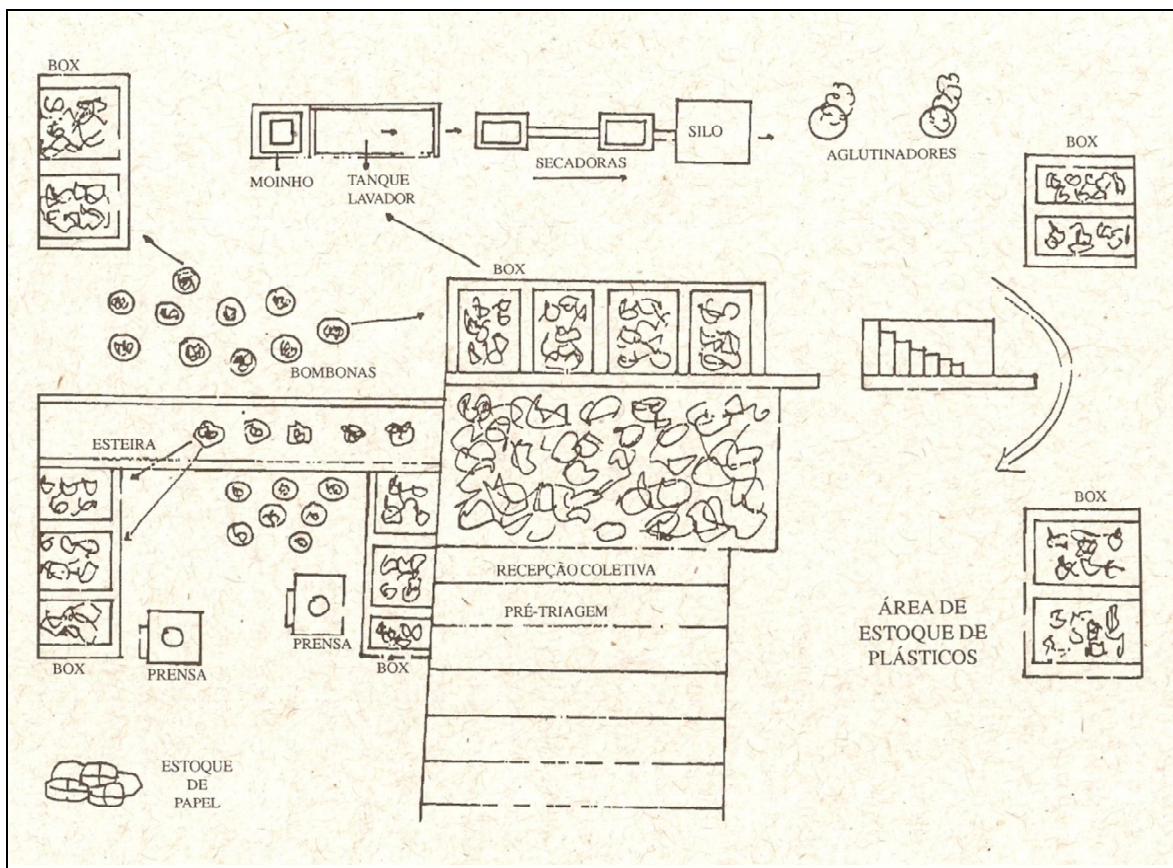 BOX
MOINHO
TANQUE
LAVADOR
SECADORAS
SILO
AGLUTINADORES
BOX
BOX
BOMBONAS
ESTEIRA
BOX
RECEPÇÃO COLETIVA
PRÉ-TRIAGEM
ÁREA DE
ESTOQUE DE
PLÁSTICOS
PRENSA
BOX
BOX
PRENSA
ESTOQUE
DE
PAPEL